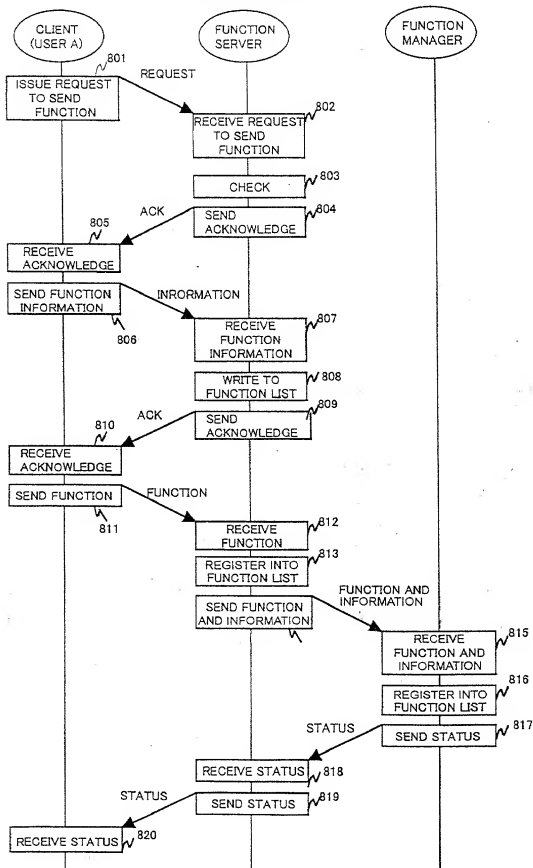 CLIENT
(USER A)
FUNCTION
SERVER
FUNCTION
MANAGER
801
ISSUE REQUEST
TO SEND
FUNCTION
REQUEST
802
RECEIVE REQUEST
TO SEND
FUNCTION
803
CHECK
804
SEND
ACKNOWLEDGE
ACK
805
RECEIVE
ACKNOWLEDGE
SEND FUNCTION
INFORMATION
806
INRORMATION
807
RECEIVE
FUNCTION
INFORMATION
808
WRITE TO
FUNCTION LIST
809
SEND
ACKNOWLEDGE
ACK
810
RECEIVE
ACKNOWLEDGE
SEND FUNCTION
811
FUNCTION
812
RECEIVE
FUNCTION
813
REGISTER INTO
FUNCTION LIST
SEND FUNCTION
AND INFORMATION
FUNCTION AND
INFORMATION
815
RECEIVE
FUNCTION AND
INFORMATION
816
REGISTER INTO
FUNCTION LIST
817
SEND STATUS
STATUS
RECEIVE STATUS
818
SEND STATUS
819
STATUS
RECEIVE STATUS
820